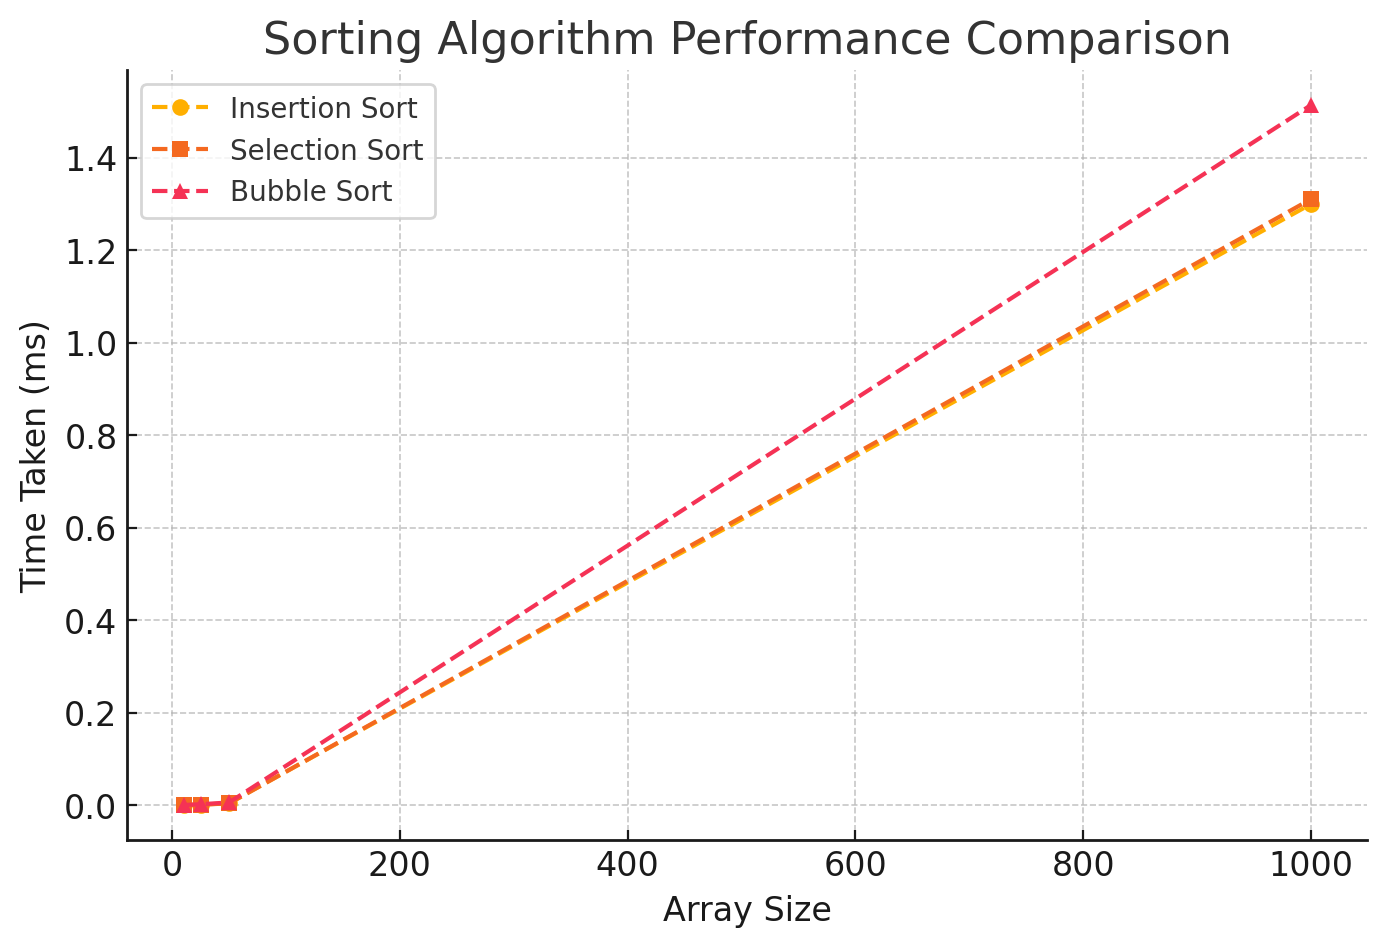 Sorting Algorithm Performance Comparison
Insertion Sort
Selection Sort
Bubble Sort
1.4
1.2
1.0
0.8
0.6
0.4
0.2
0.0
Time Taken (ms)
0 200 400 600 800 1000
Array Size